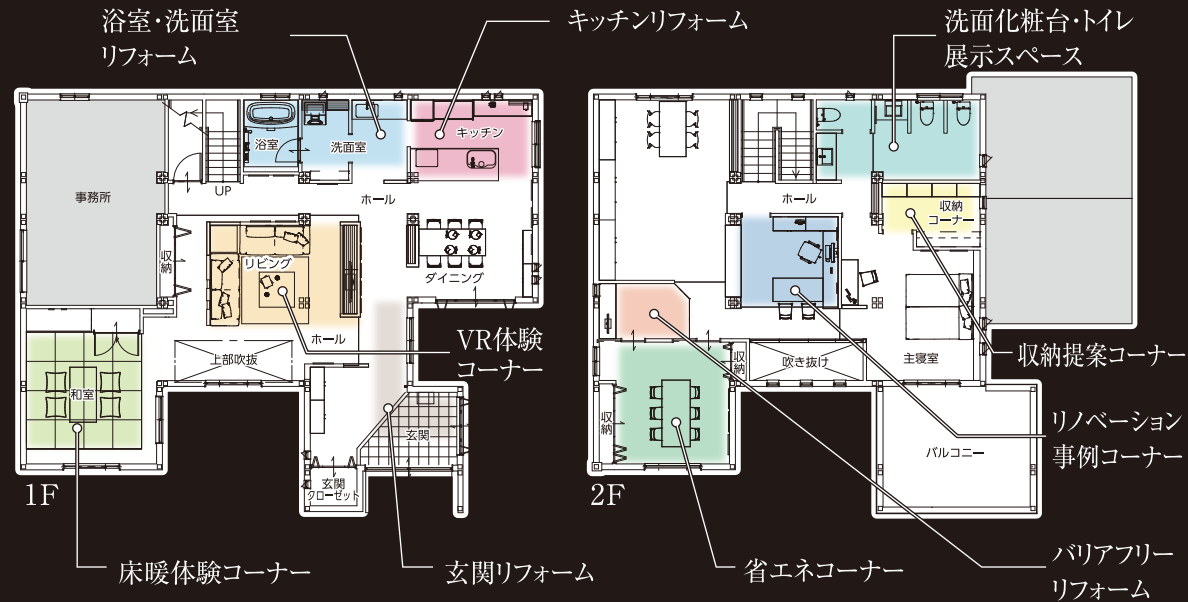 浴室・洗面室
リフォーム
キッチンリフォーム
洗面化粧台・トイレ
展示スペース
浴室
洗面室
キッチン
事務所
UP
ホール
収納
リビング
ダイニング
ホール
上部吹抜
和室
玄関
玄関
クローゼット
1F
VR体験
コーナー
床暖体験コーナー
玄関リフォーム
ホール
収納
コーナー
収納
吹き抜け
主寝室
収納
バルコニー
2F
収納提案コーナー
リノベーション
事例コーナー
省エネコーナー
バリアフリー
リフォーム